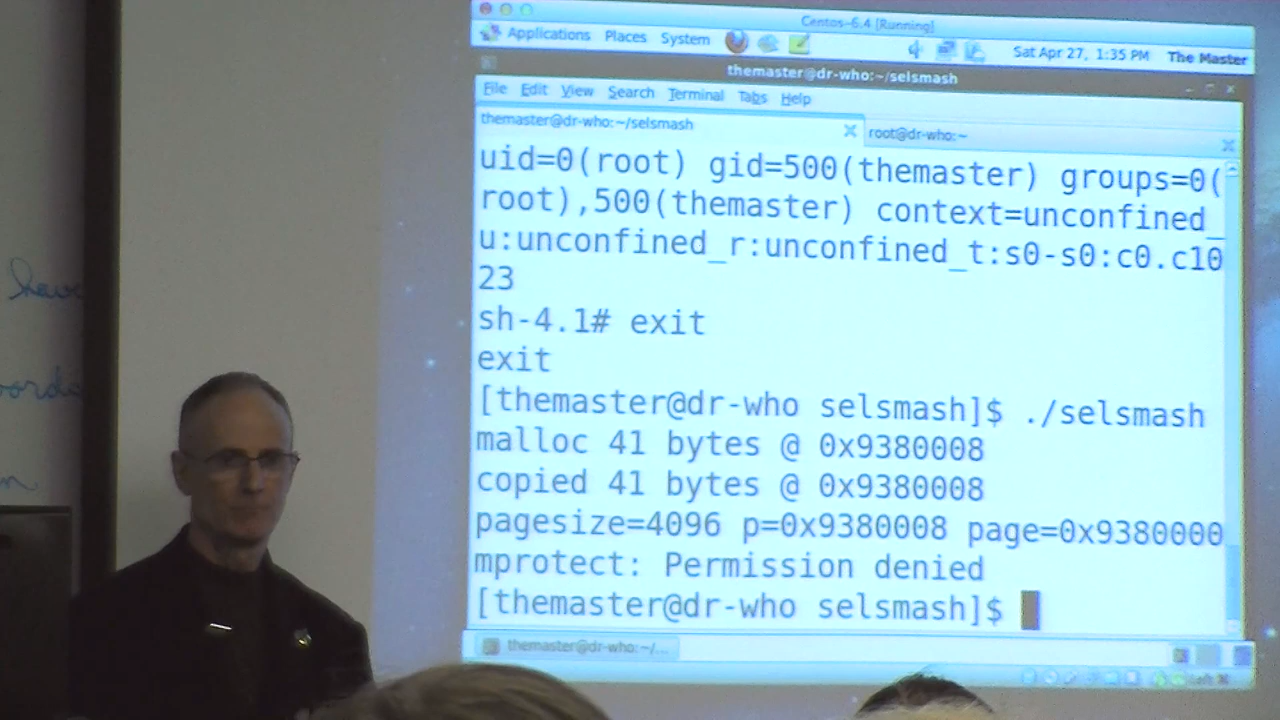 Centos-6.4 [Running]
Applications Places System Sat Apr 27, 1:35 PM The Master
themaster@dr-who:~/selsmash
File Edit View Search Terminal Tabs Help
themaster@dr-who:~/selsmash root@dr-who:~
uid=0(root) gid=500(themaster) groups=0(
root),500(themaster) context=unconfined_
u:unconfined_r:unconfined_t:s0-s0:c0.c10
23
sh-4.1# exit
exit
[themaster@dr-who selsmash]$ ./selsmash
malloc 41 bytes @ 0x9380008
copied 41 bytes @ 0x9380008
pagesize=4096 p=0x9380008 page=0x9380000
mprotect: Permission denied
[themaster@dr-who selsmash]$
themaster@dr-who:~/...
Left ⌘
have